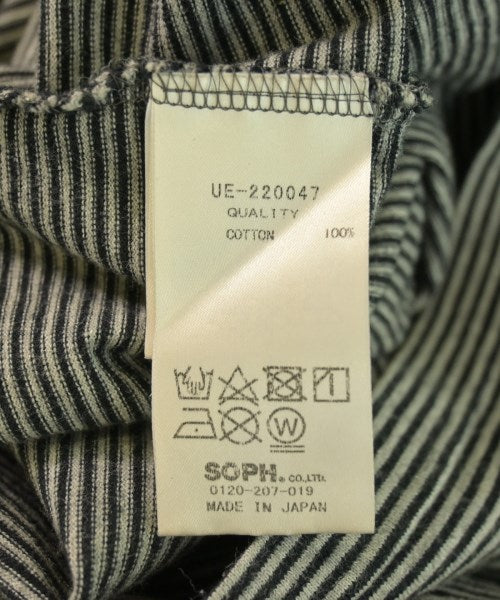 UE-220047
QUALITY
COTTON 100%
W
SOPH. CO.,LTD.
0120-207-019
MADE IN JAPAN